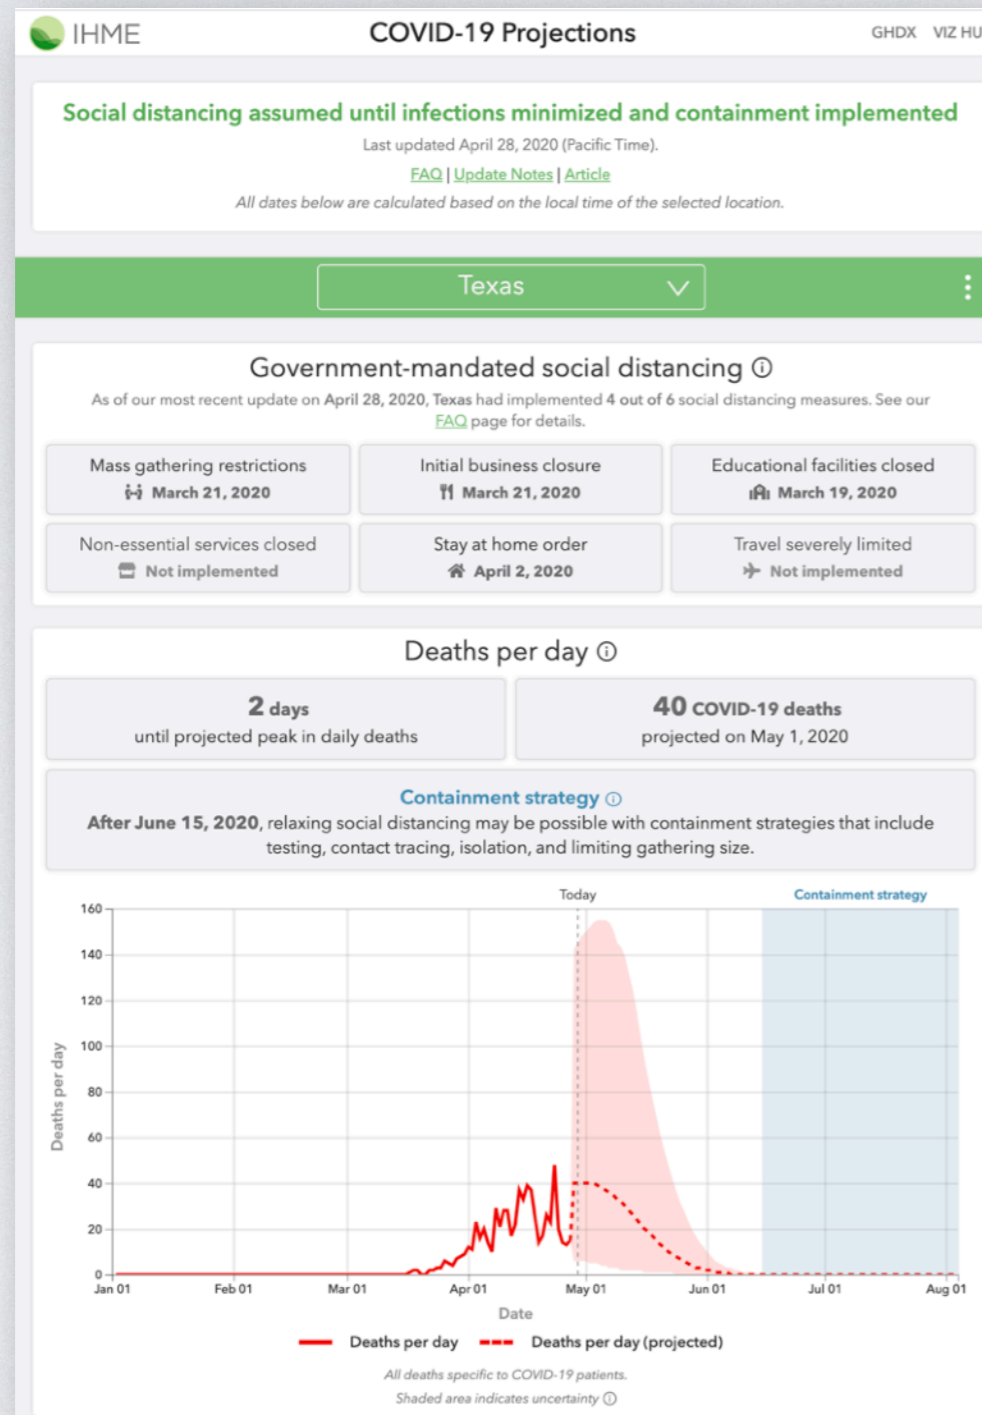 IHME
COVID-19 Projections
GHDX VIZ HU
Social distancing assumed until infections minimized and containment implemented
Last updated April 28, 2020 (Pacific Time).
FAQ | Update Notes | Article
All dates below are calculated based on the local time of the selected location.
Texas
Government-mandated social distancing
As of our most recent update on April 28, 2020, Texas had implemented 4 out of 6 social distancing measures. See our
FAQ page for details.
Mass gathering restrictions
March 21, 2020
Initial business closure
March 21, 2020
Educational facilities closed
March 19, 2020
Non-essential services closed
Not implemented
Stay at home order
April 2, 2020
Travel severely limited
Not implemented
Deaths per day
2 days
until projected peak in daily deaths
40 COVID-19 deaths
projected on May 1, 2020
Containment strategy
After June 15, 2020, relaxing social distancing may be possible with containment strategies that include
testing, contact tracing, isolation, and limiting gathering size.
Today
Containment strategy
160
140
120
100
80
60
40
20
0
Deaths per day
Jan 01 Feb 01 Mar 01 Apr 01 May 01 Jun 01 Jul 01 Aug 01
Date
Deaths per day Deaths per day (projected)
All deaths specific to COVID-19 patients.
Shaded area indicates uncertainty